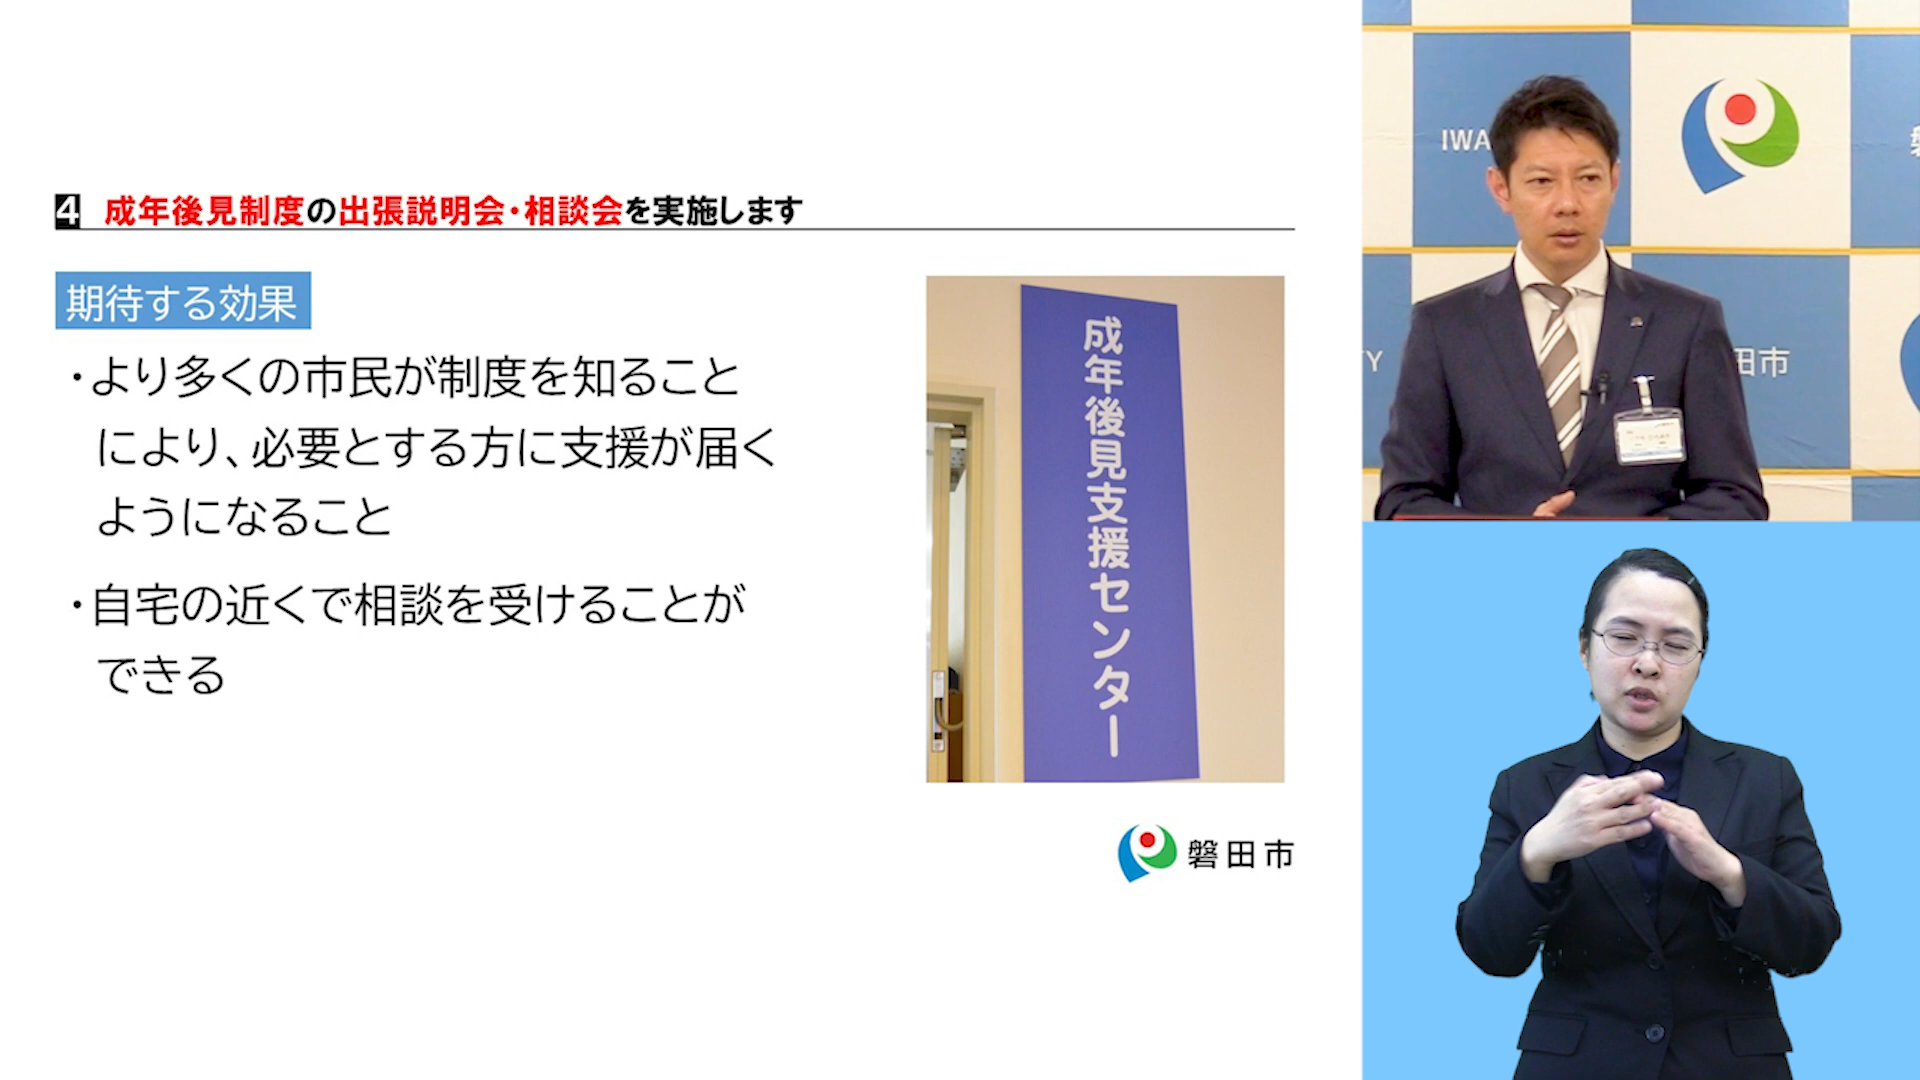 4 成年後見制度の出張説明会・相談会を実施します
期待する効果
・より多くの市民が制度を知ること
により、必要とする方に支援が届く
ようになること
・自宅の近くで相談を受けることが
できる
成年後見支援センター
磐田市
IWA
TY
田市